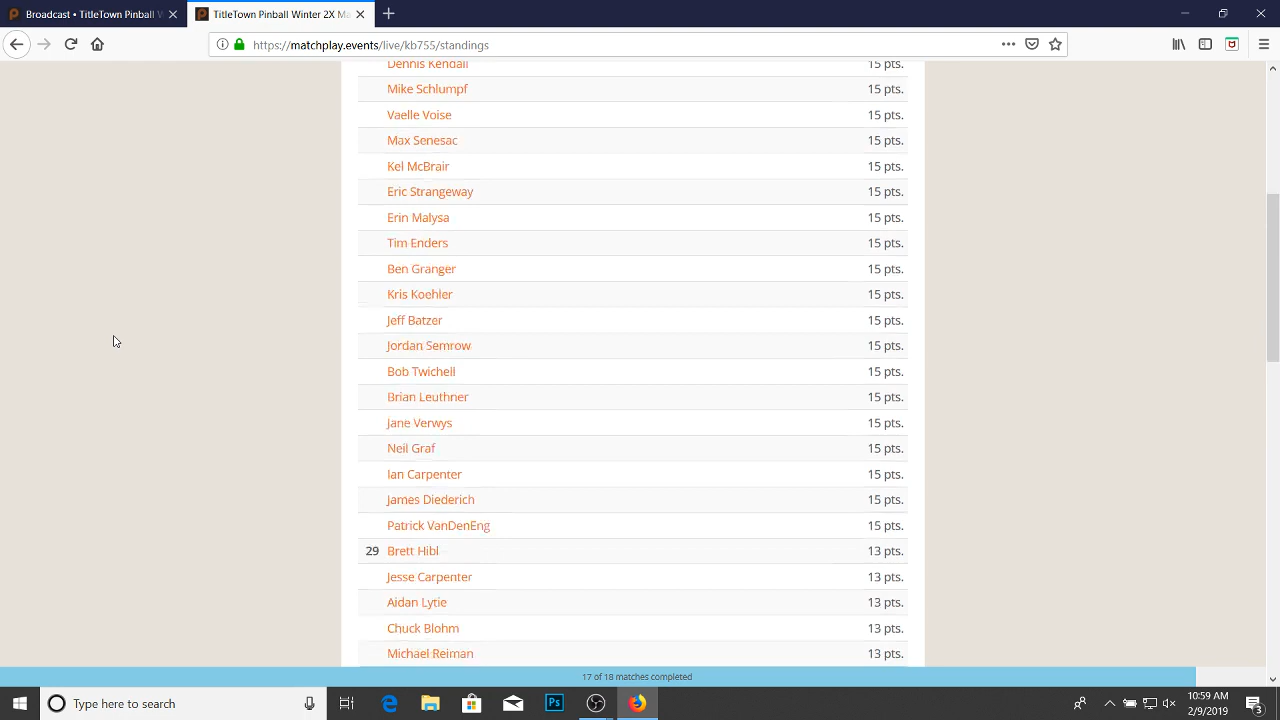 Broadcast • TitleTown Pinball W
TitleTown Pinball Winter 2X Ma
https://matchplay.events/live/kb755/standings
Dennis Kendall 15 pts.
Mike Schlumpf 15 pts.
Vaelle Voise 15 pts.
Max Senesac 15 pts.
Kel McBrair 15 pts.
Eric Strangeway 15 pts.
Erin Malysa 15 pts.
Tim Enders 15 pts.
Ben Granger 15 pts.
Kris Koehler 15 pts.
Jeff Batzer 15 pts.
Jordan Semrow 15 pts.
Bob Twichell 15 pts.
Brian Leuthner 15 pts.
Jane Verwys 15 pts.
Neil Graf 15 pts.
Ian Carpenter 15 pts.
James Diederich 15 pts.
Patrick VanDenEng 15 pts.
29 Brett Hibl 13 pts.
Jesse Carpenter 13 pts.
Aidan Lytie 13 pts.
Chuck Blohm 13 pts.
Michael Reiman 13 pts.
17 of 18 matches completed
Type here to search
Ps
10:59 AM
2/9/2019
3